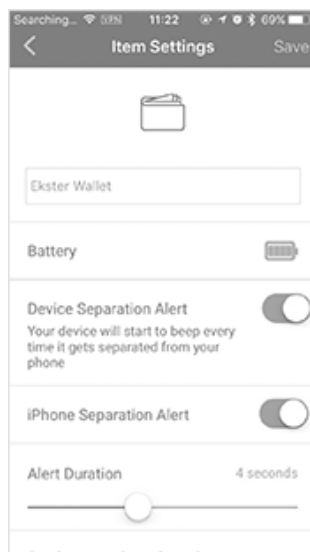 Searching... VPN 11:22 69%
Item Settings Save
Ekster Wallet
Battery
Device Separation Alert
Your device will start to beep every
time it gets separated from your
phone
iPhone Separation Alert
Alert Duration 4 seconds